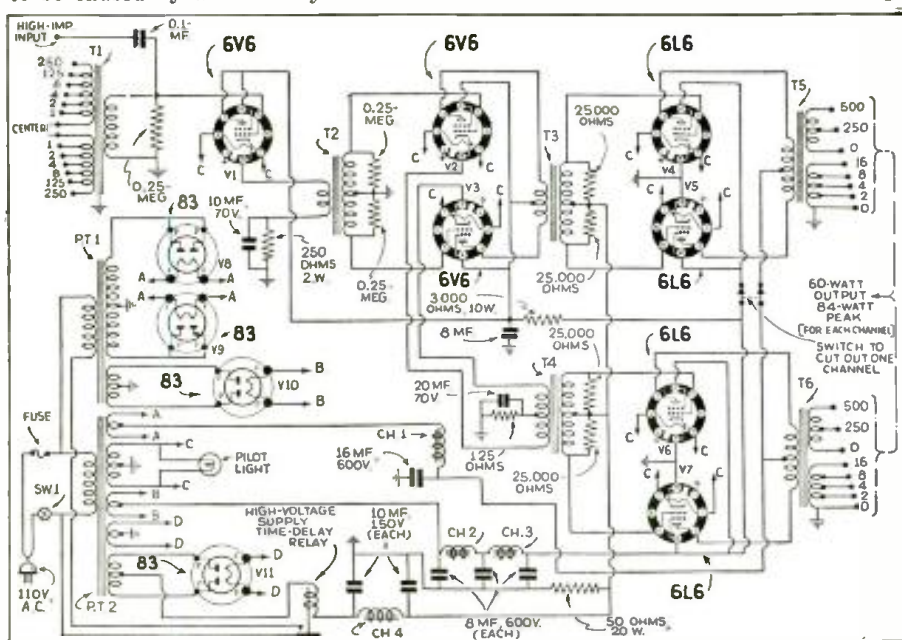 HIGH-IMP.
INPUT
0.1-
MF.
T1
250
125
CENTER
1
2
4
8
125
250
0.25-
MEG.
6V6
V1
10 MF.
70V.
250
OHMS
2 W.
T2
0.25-
MEG.
0.25-
MEG.
6V6
V2
V3
6V6
3,000
OHMS, 10W.
8 MF.
T3
25,000
OHMS
25,000
OHMS
6L6
V4
V5
6L6
T5
500
250
0
16
8
4
2
0
60-WATT
OUTPUT
84-WATT
PEAK
(FOR EACH CHANNEL)
SWITCH TO
CUT OUT ONE
CHANNEL
C
C
C
C
C
C
C
C
P.T.1
83
V8
A
A
A
A
83
V9
83
V10
B
B
FUSE
SW.1
110V.
A.C.
P.T.2
A
A
C
C
B
B
D
D
PILOT
LIGHT
83
V11
D
D
HIGH-VOLTAGE
SUPPLY
TIME-DELAY
RELAY
CH 1
16 MF.
600V.
10 MF.
150V.
(EACH)
CH 4
20 MF.
70V.
125
OHMS
T4
25,000
OHMS
25,000
OHMS
6L6
V6
V7
6L6
C
C
C
C
T6
500
250
0
16
8
4
2
0
CH 2
CH.3
8 MF., 600V.
(EACH)
50 OHMS
20 W.